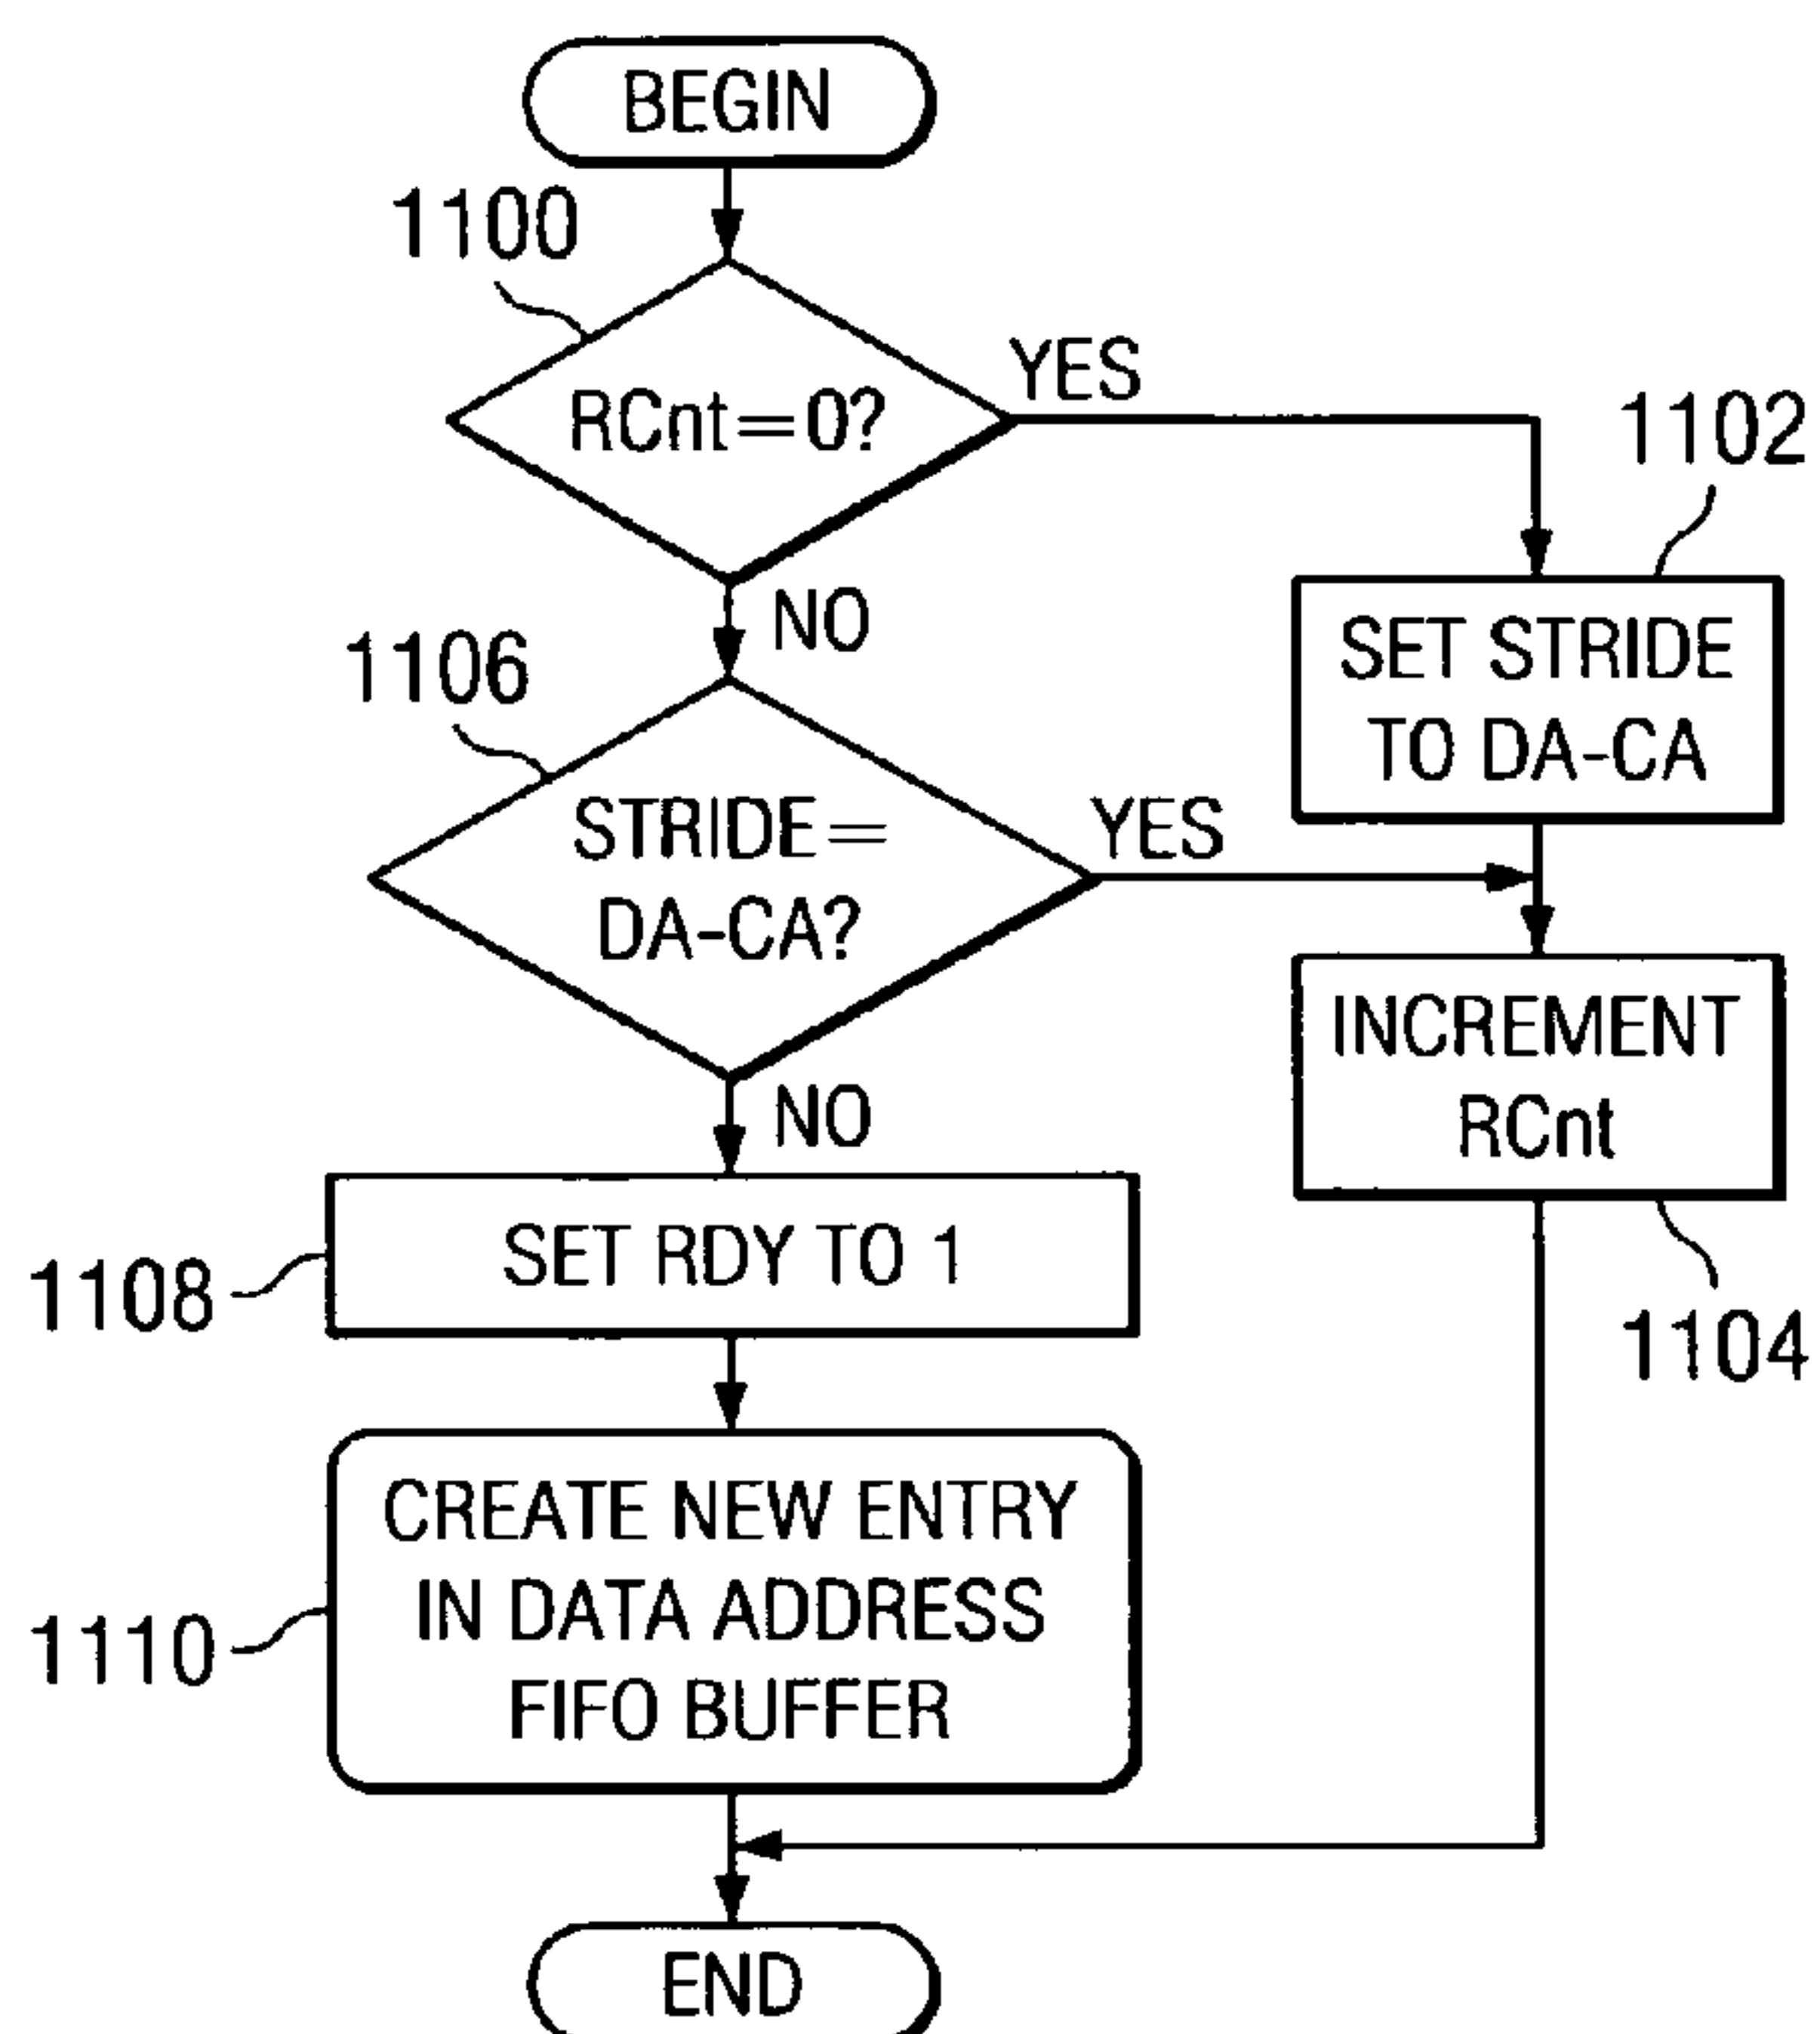 BEGIN
1100
RCnt=0?
YES
1102
NO
SET STRIDE
TO DA-CA
1106
STRIDE=
DA-CA?
YES
INCREMENT
RCnt
1104
NO
SET RDY TO 1
1108
CREATE NEW ENTRY
IN DATA ADDRESS
FIFO BUFFER
1110
END